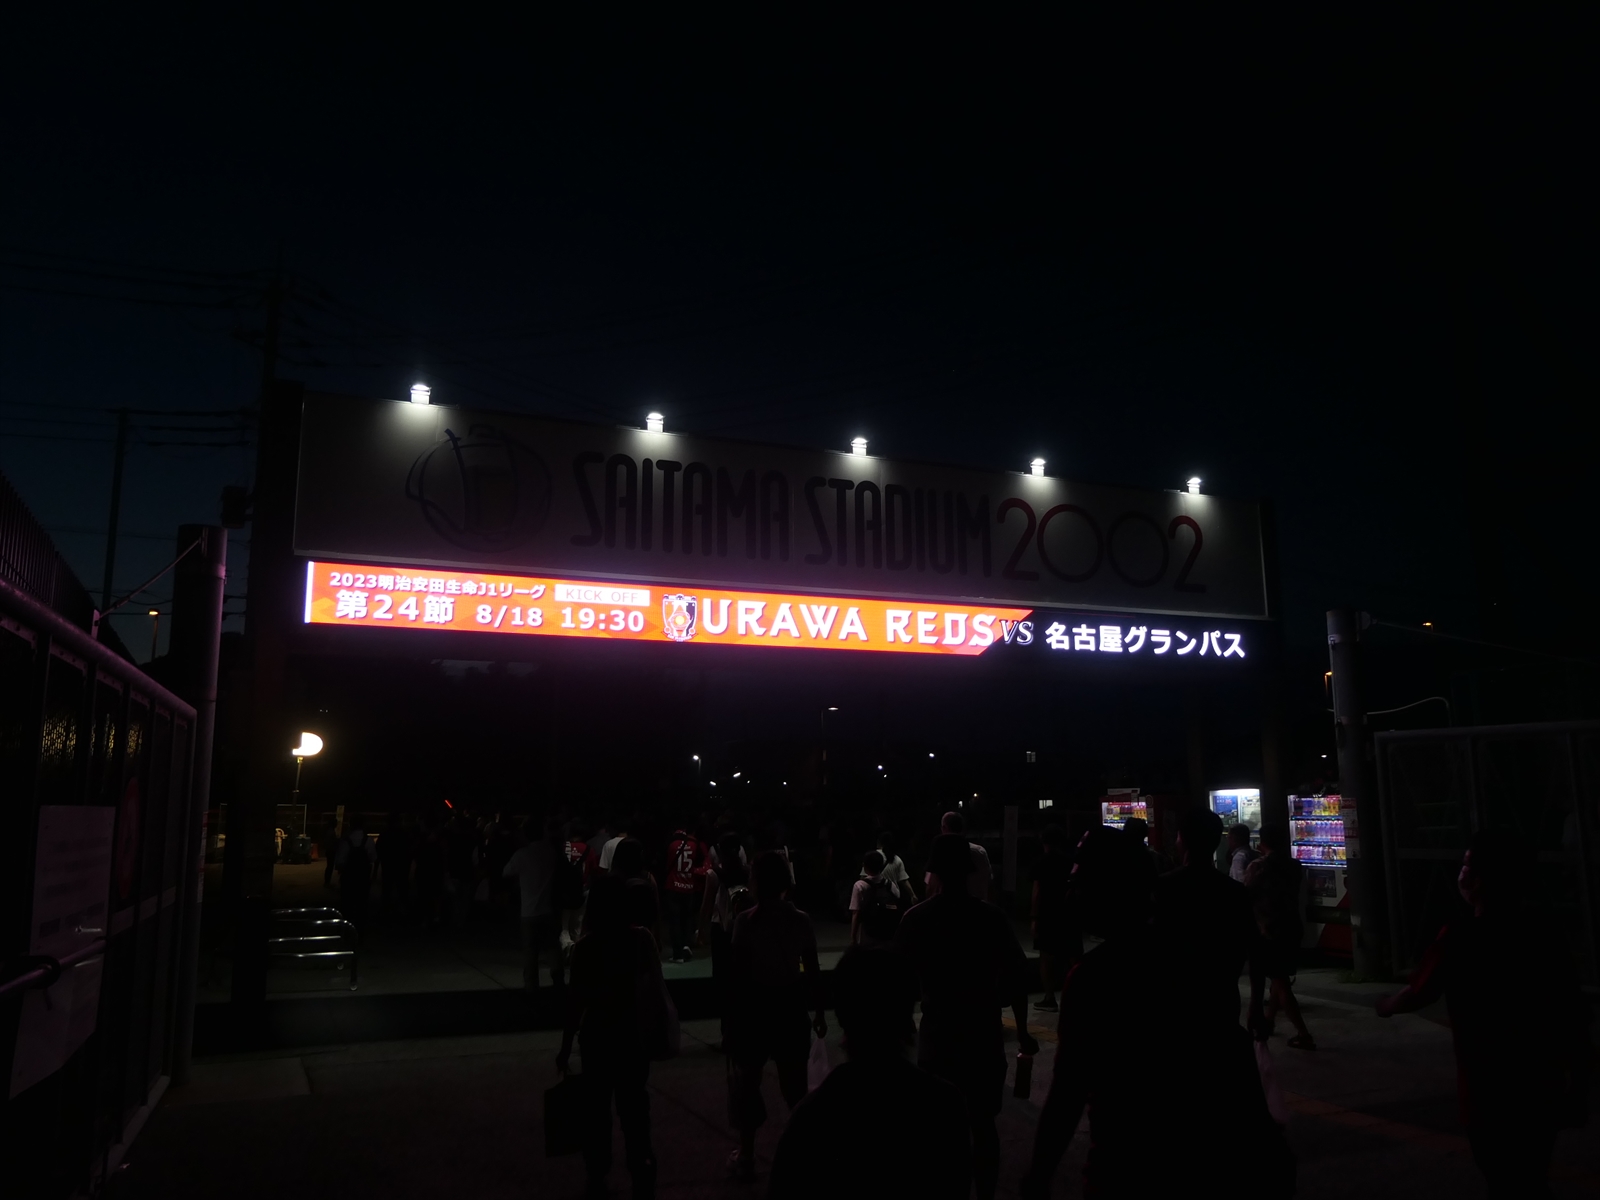 SAITAMA STADIUM 2002
2023明治安田生命J1リーグ KICK OFF
第24節 8/18 19:30 URAWA REDS VS 名古屋グランパス
15